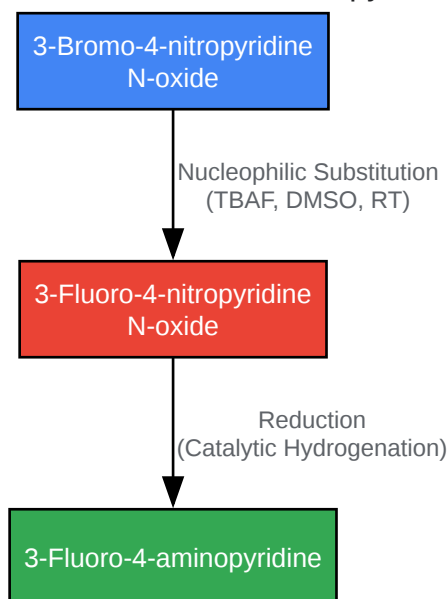 3-Bromo-4-nitropyridine
N-oxide
Nucleophilic Substitution
(TBAF, DMSO, RT)
3-Fluoro-4-nitropyridine
N-oxide
Reduction
(Catalytic Hydrogenation)
3-Fluoro-4-aminopyridine